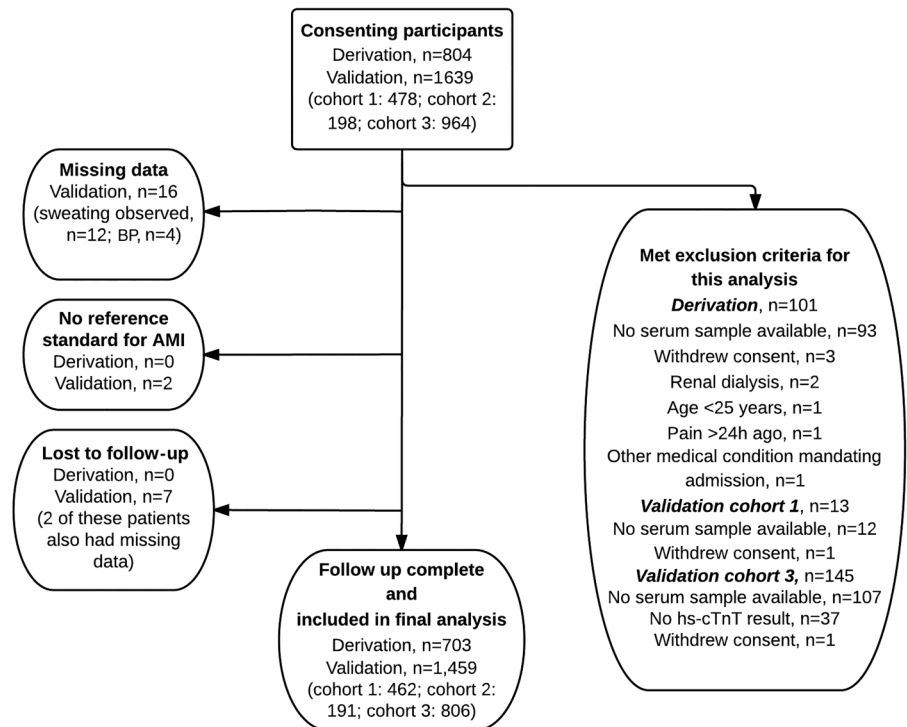 Consenting participants
Derivation, n=804
Validation, n=1639
(cohort 1: 478; cohort 2:
198; cohort 3: 964)
Missing data
Validation, n=16
(sweating observed,
n=12; BP, n=4)
No reference
standard for AMI
Derivation, n=0
Validation, n=2
Lost to follow-up
Derivation, n=0
Validation, n=7
(2 of these patients
also had missing
data)
Met exclusion criteria for
this analysis
Derivation, n=101
No serum sample available, n=93
Withdrew consent, n=3
Renal dialysis, n=2
Age <25 years, n=1
Pain >24h ago, n=1
Other medical condition mandating
admission, n=1
Validation cohort 1, n=13
No serum sample available, n=12
Withdrew consent, n=1
Validation cohort 3, n=145
No serum sample available, n=107
No hs-cTnT result, n=37
Withdrew consent, n=1
Follow up complete
and
included in final analysis
Derivation, n=703
Validation, n=1,459
(cohort 1: 462; cohort 2:
191; cohort 3: 806)